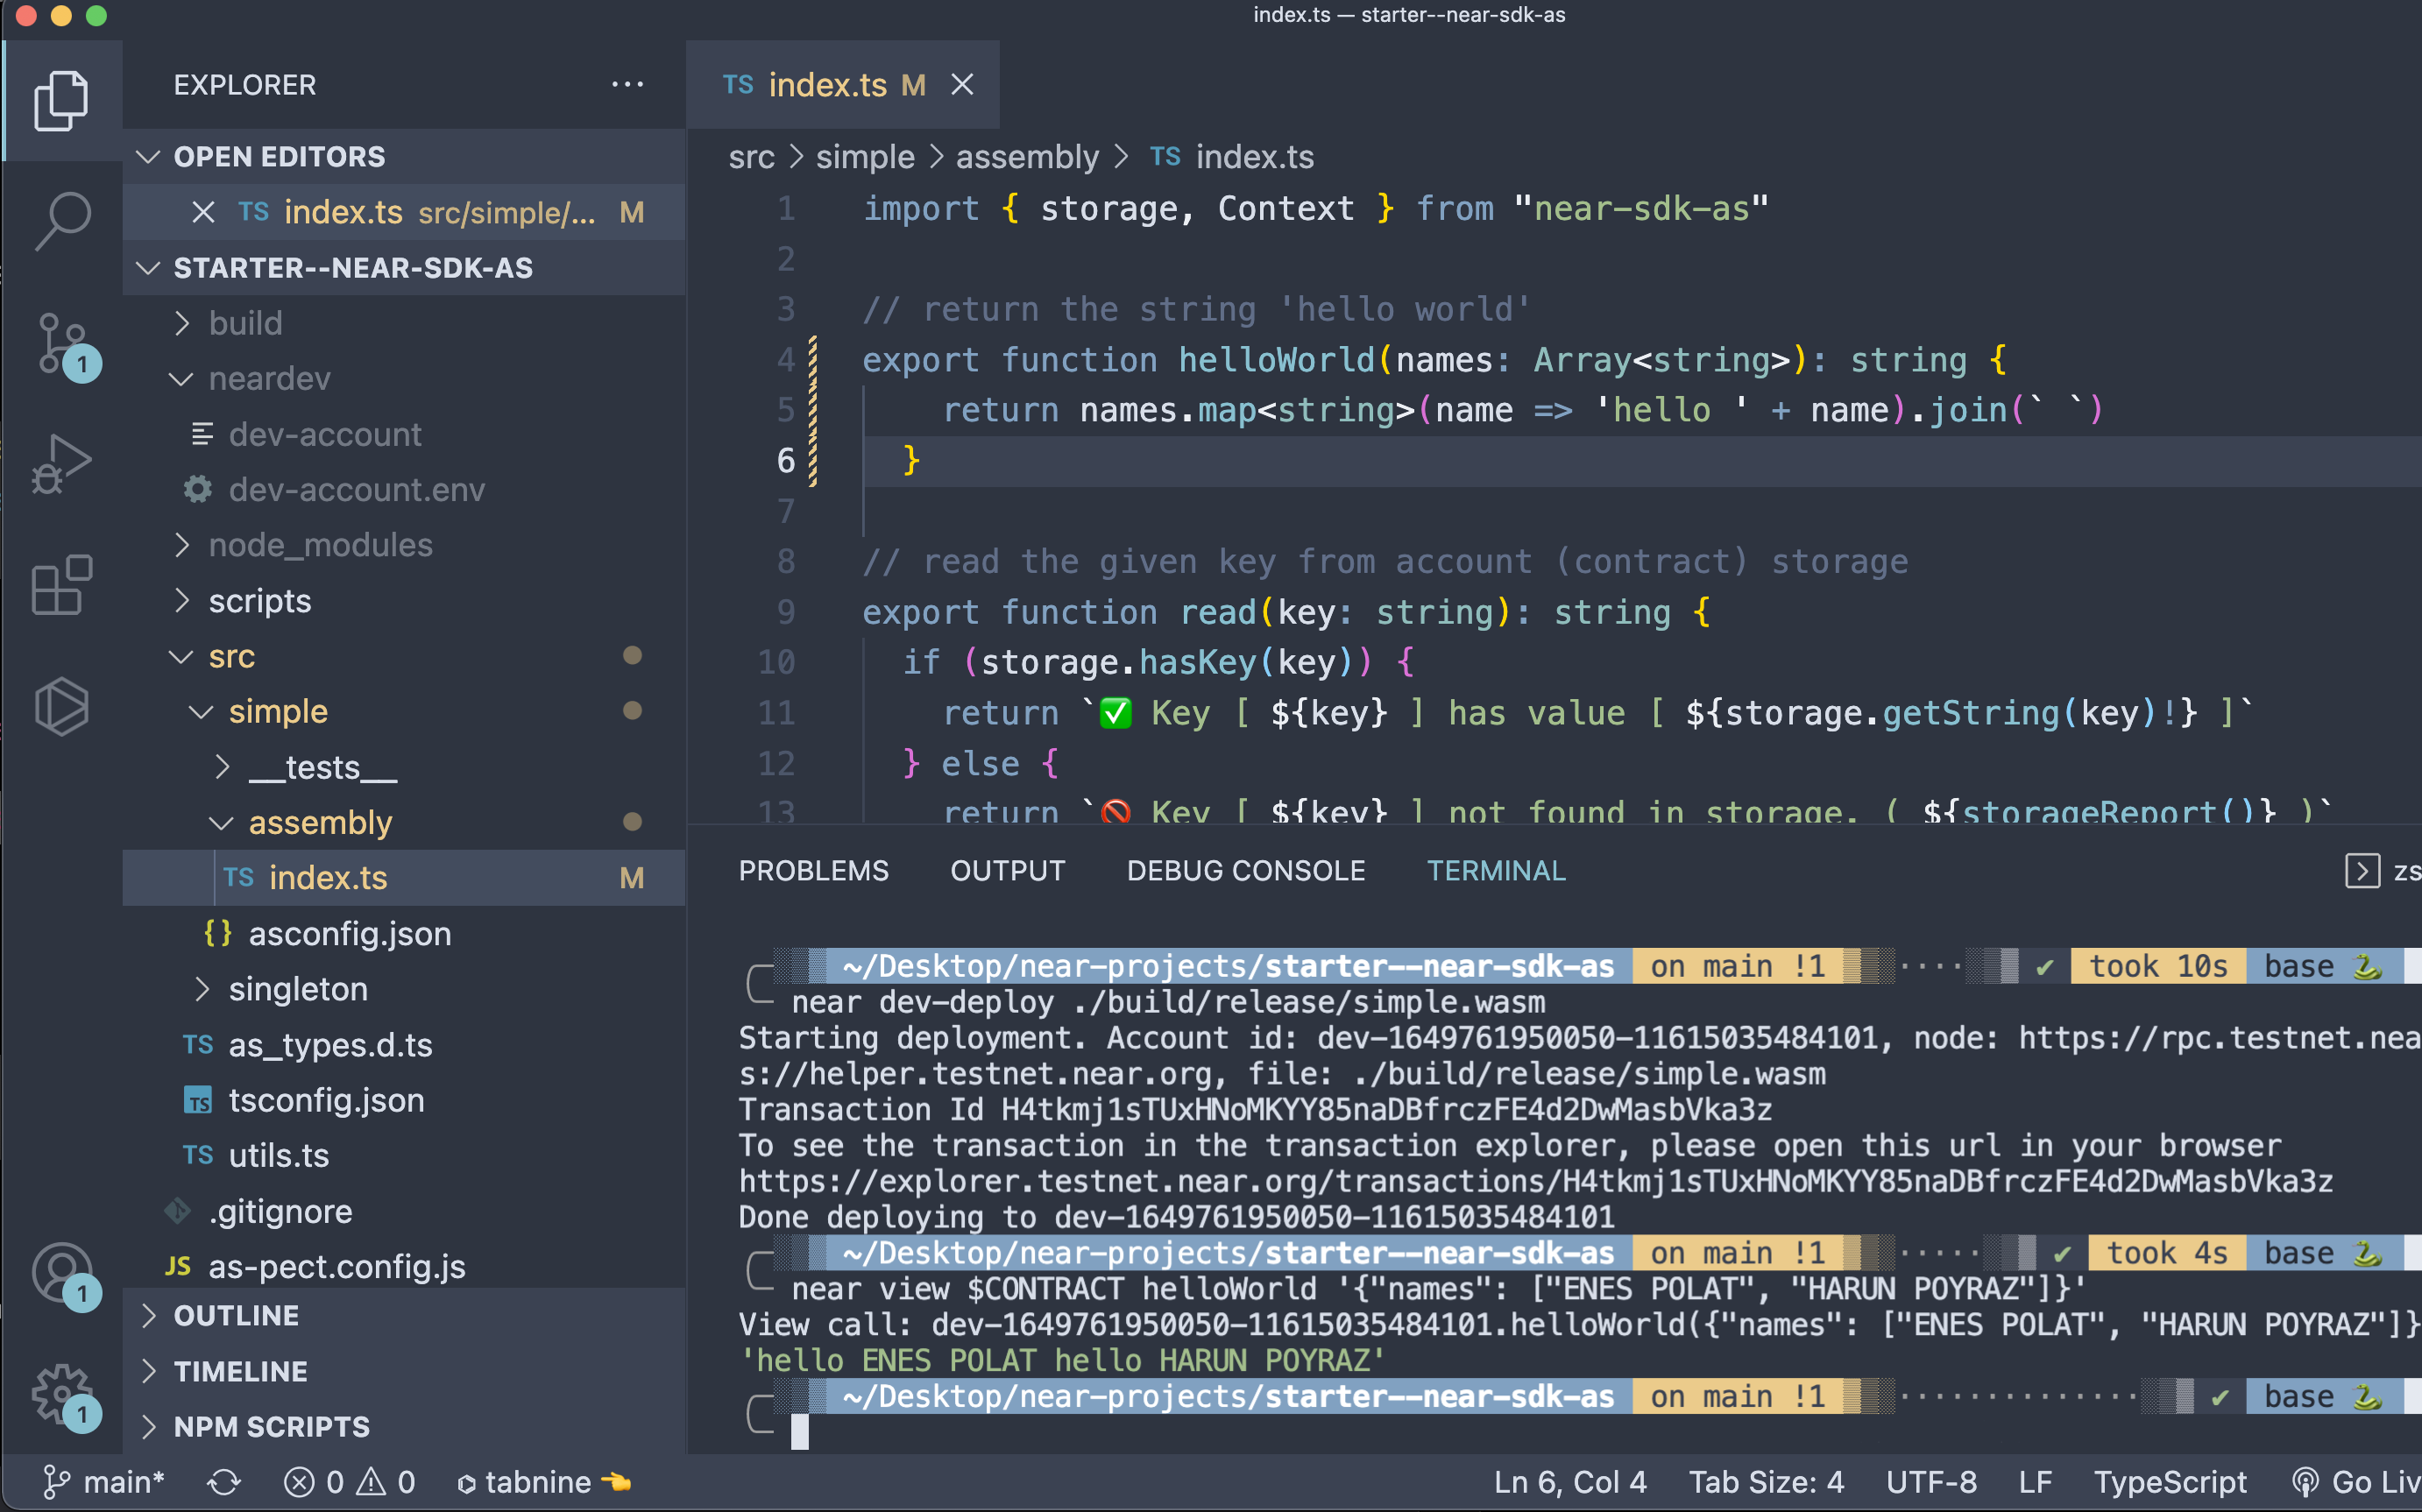 index.ts — starter--near-sdk-as
EXPLORER
OPEN EDITORS
TS index.ts src/simple/... M
STARTER--NEAR-SDK-AS
build
neardev
dev-account
dev-account.env
node_modules
scripts
src
simple
__tests__
assembly
TS index.ts M
{} asconfig.json
singleton
TS as_types.d.ts
TS tsconfig.json
TS utils.ts
.gitignore
JS as-pect.config.js
OUTLINE
TIMELINE
NPM SCRIPTS
1
1
1
TS index.ts M
src > simple > assembly > TS index.ts
1 import { storage, Context } from "near-sdk-as"
2
3 // return the string 'hello world'
4 export function helloWorld(names: Array<string>): string {
5 return names.map<string>(name => 'hello ' + name).join(` `)
6 }
7
8 // read the given key from account (contract) storage
9 export function read(key: string): string {
10 if (storage.hasKey(key)) {
11 return `✅ Key [ ${key} ] has value [ ${storage.getString(key)!} ]`
12 } else {
13 return `🚫 Key [ ${key} ] not found in storage. ( ${storageReport()} )`
PROBLEMS OUTPUT DEBUG CONSOLE TERMINAL zs
~/Desktop/near-projects/starter--near-sdk-as on main !1 ···· ✔ took 10s base 🐍
near dev-deploy ./build/release/simple.wasm
Starting deployment. Account id: dev-1649761950050-11615035484101, node: https://rpc.testnet.nea
s://helper.testnet.near.org, file: ./build/release/simple.wasm
Transaction Id H4tkmj1sTUxHNoMKYY85naDBfrczFE4d2DwMasbVka3z
To see the transaction in the transaction explorer, please open this url in your browser
https://explorer.testnet.near.org/transactions/H4tkmj1sTUxHNoMKYY85naDBfrczFE4d2DwMasbVka3z
Done deploying to dev-1649761950050-11615035484101
~/Desktop/near-projects/starter--near-sdk-as on main !1 ····· ✔ took 4s base 🐍
near view $CONTRACT helloWorld '{"names": ["ENES POLAT", "HARUN POYRAZ"]}'
View call: dev-1649761950050-11615035484101.helloWorld({"names": ["ENES POLAT", "HARUN POYRAZ"]}
'hello ENES POLAT hello HARUN POYRAZ'
~/Desktop/near-projects/starter--near-sdk-as on main !1 ·············· ✔ base 🐍
main* 0 0 tabnine 👈 Ln 6, Col 4 Tab Size: 4 UTF-8 LF TypeScript Go Liv